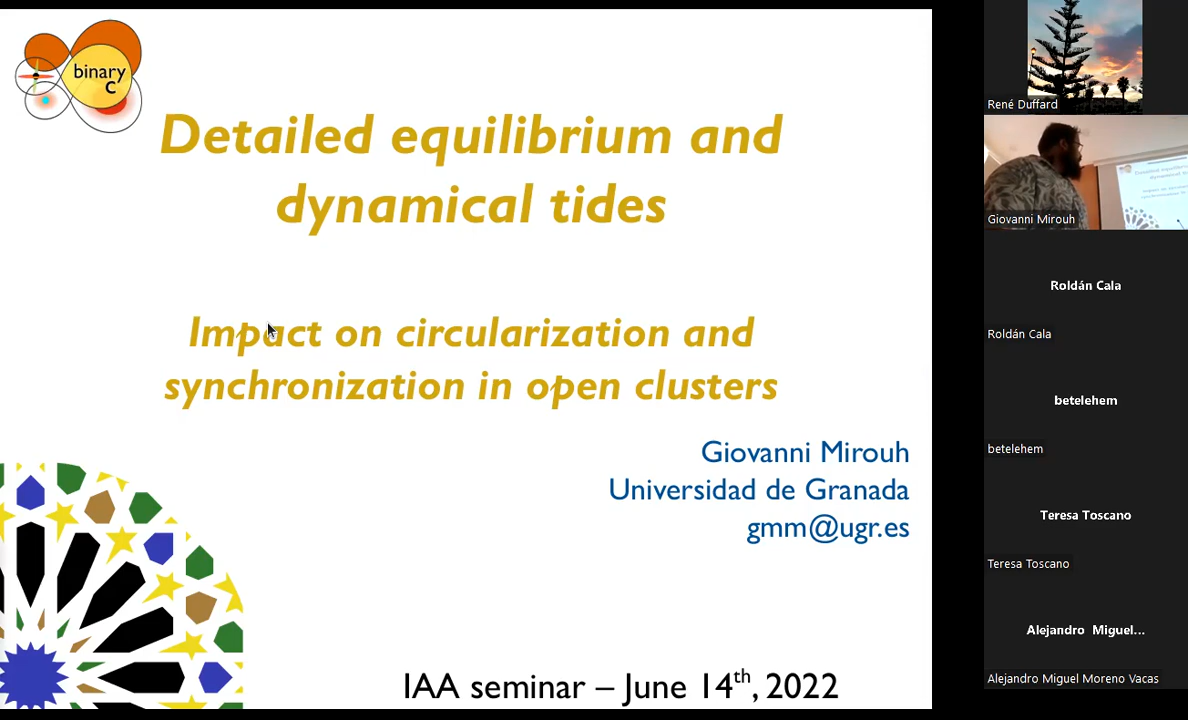 binary
C
Detailed equilibrium and
dynamical tides
Impact on circularization and
synchronization in open clusters
Giovanni Mirouh
Universidad de Granada
gmm@ugr.es
IAA seminar – June 14th, 2022
René Duffard
Giovanni Mirouh
Roldán Cala
Roldán Cala
betelehem
betelehem
Teresa Toscano
Teresa Toscano
Alejandro Miguel...
Alejandro Miguel Moreno Vacas